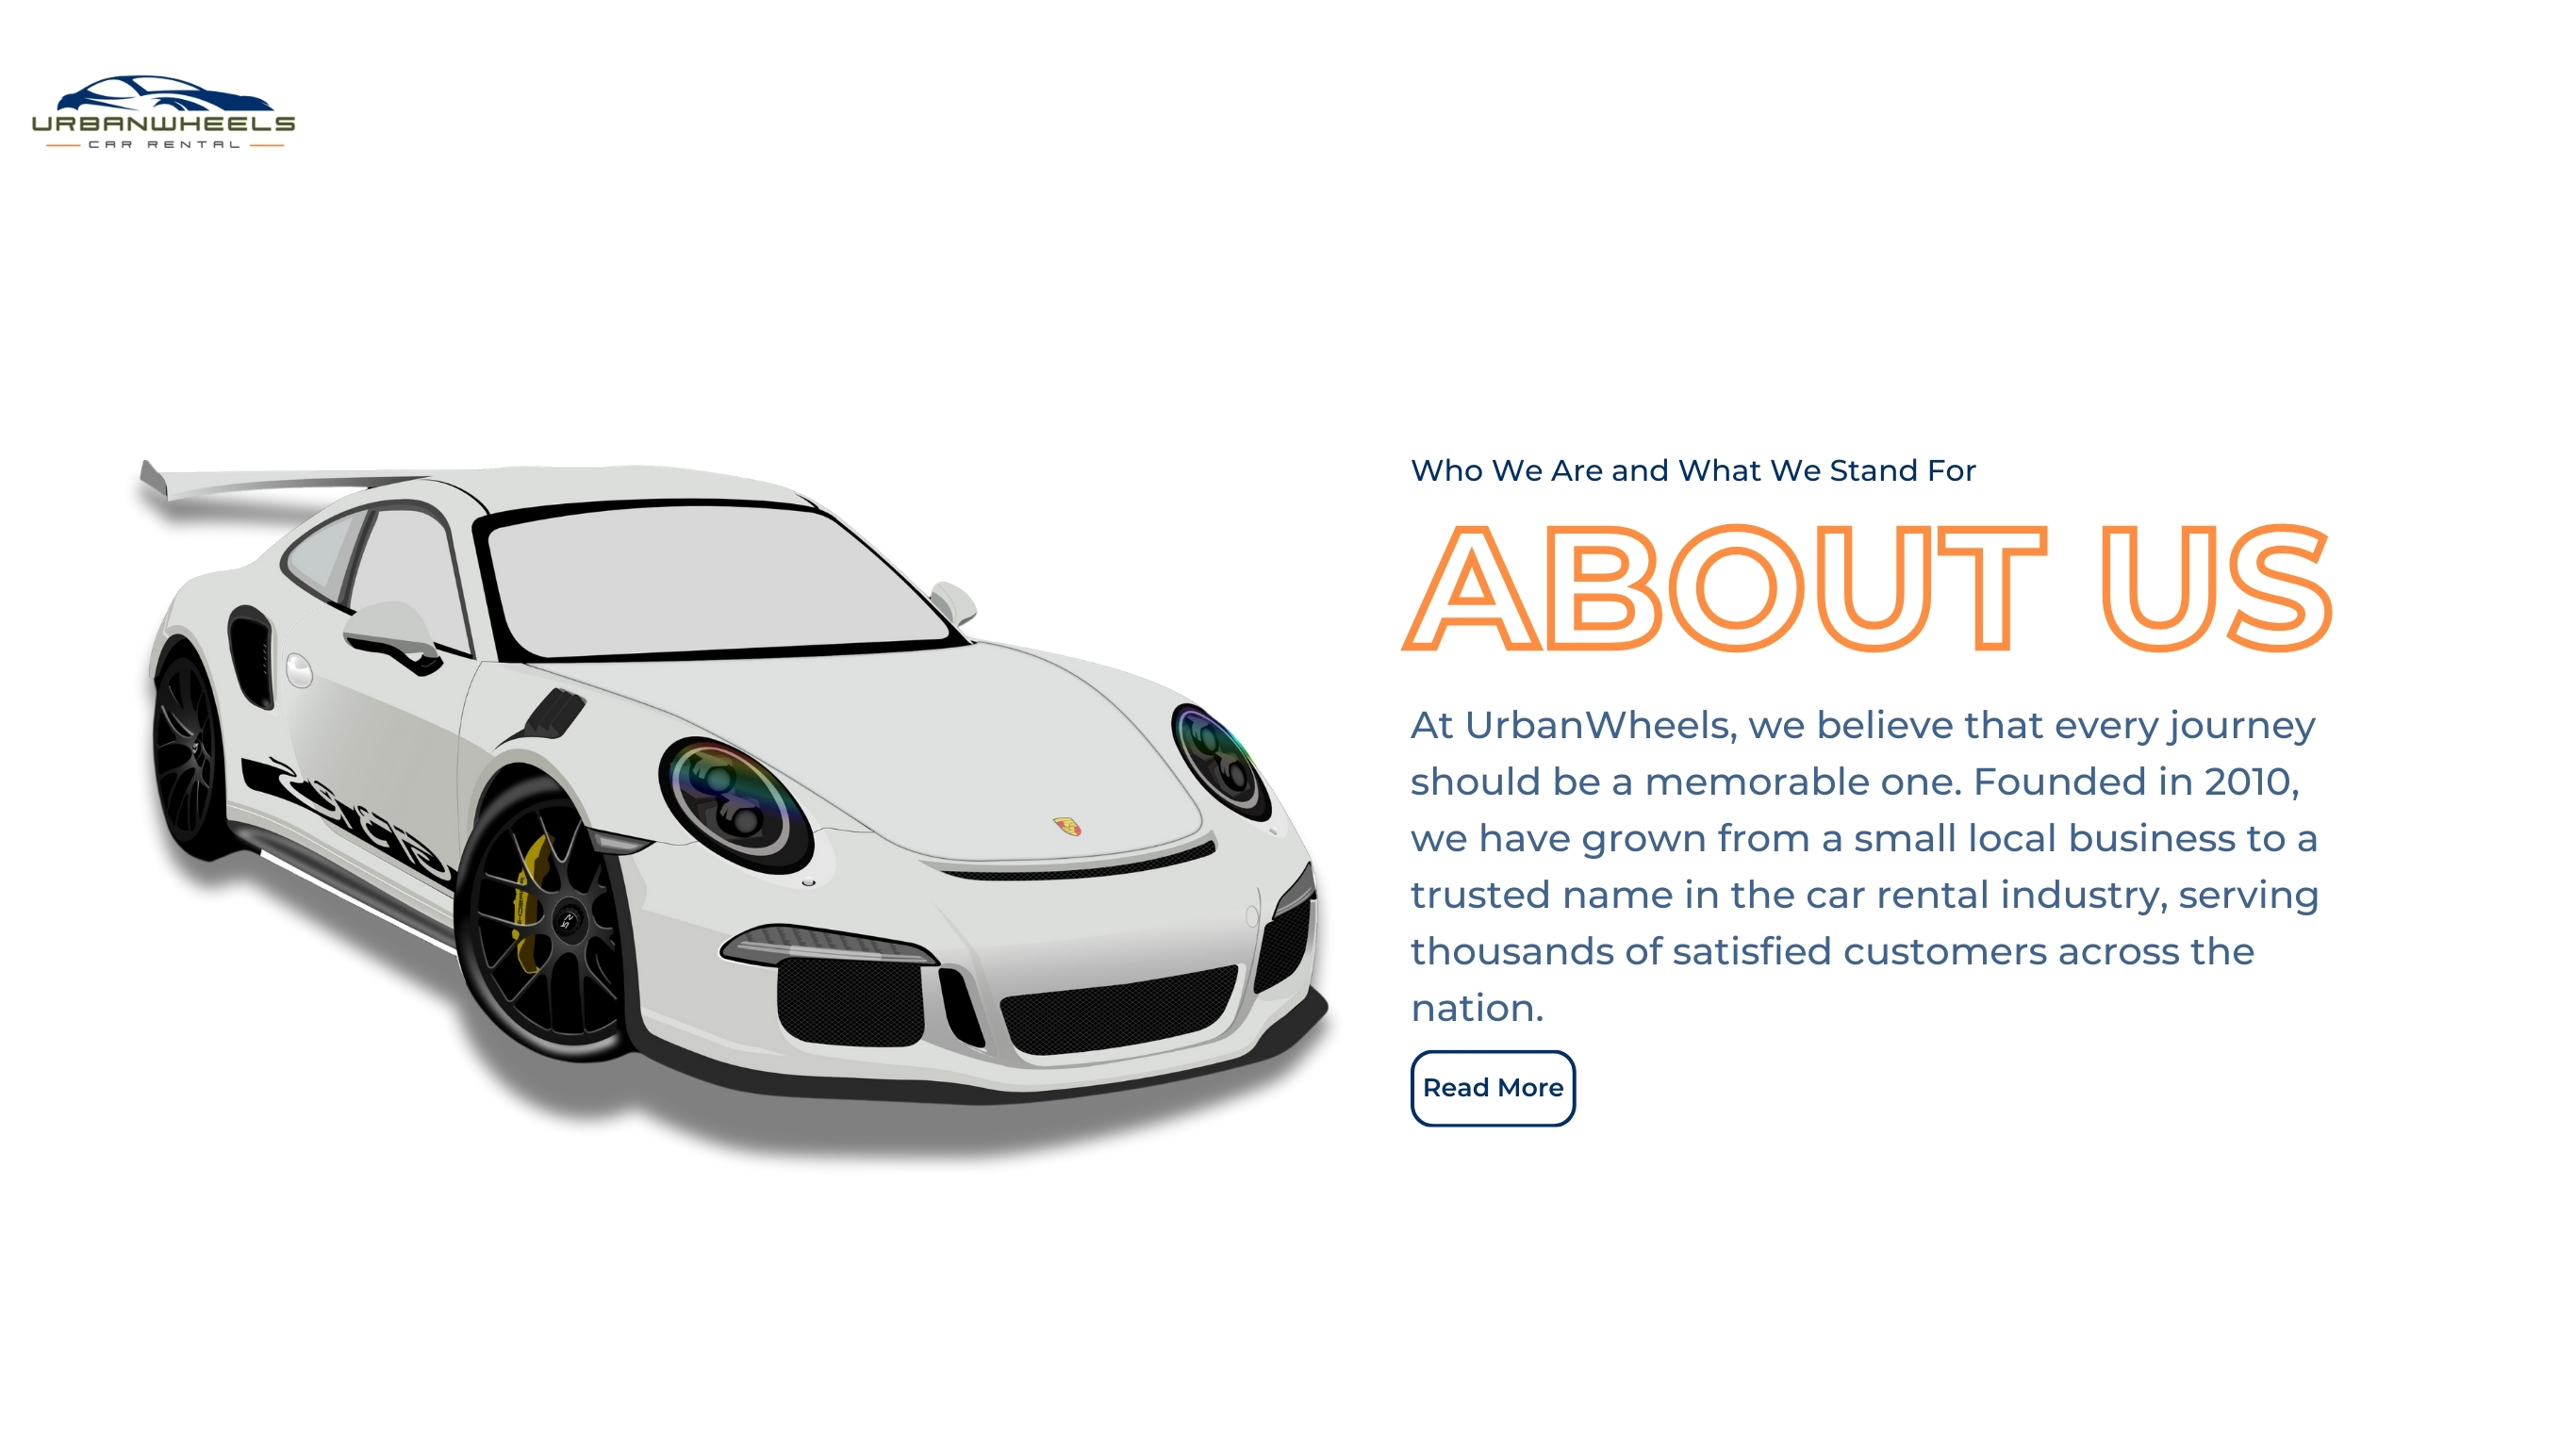 URBANWHEELS
CAR RENTAL
Who We Are and What We Stand For
ABOUT US
At UrbanWheels, we believe that every journey
should be a memorable one. Founded in 2010,
we have grown from a small local business to a
trusted name in the car rental industry, serving
thousands of satisfied customers across the
nation.
Read More